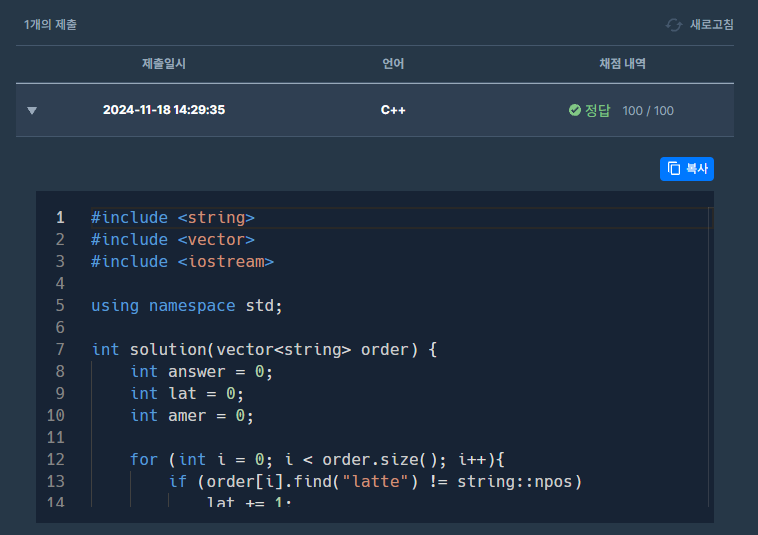 1개의 제출 새로고침
제출일시 언어 채점 내역
2024-11-18 14:29:35 C++ 정답 100 / 100
복사
1 #include <string>
2 #include <vector>
3 #include <iostream>
4
5 using namespace std;
6
7 int solution(vector<string> order) {
8     int answer = 0;
9     int lat = 0;
10     int amer = 0;
11
12     for (int i = 0; i < order.size(); i++){
13         if (order[i].find("latte") != string::npos)
14             lat += 1;